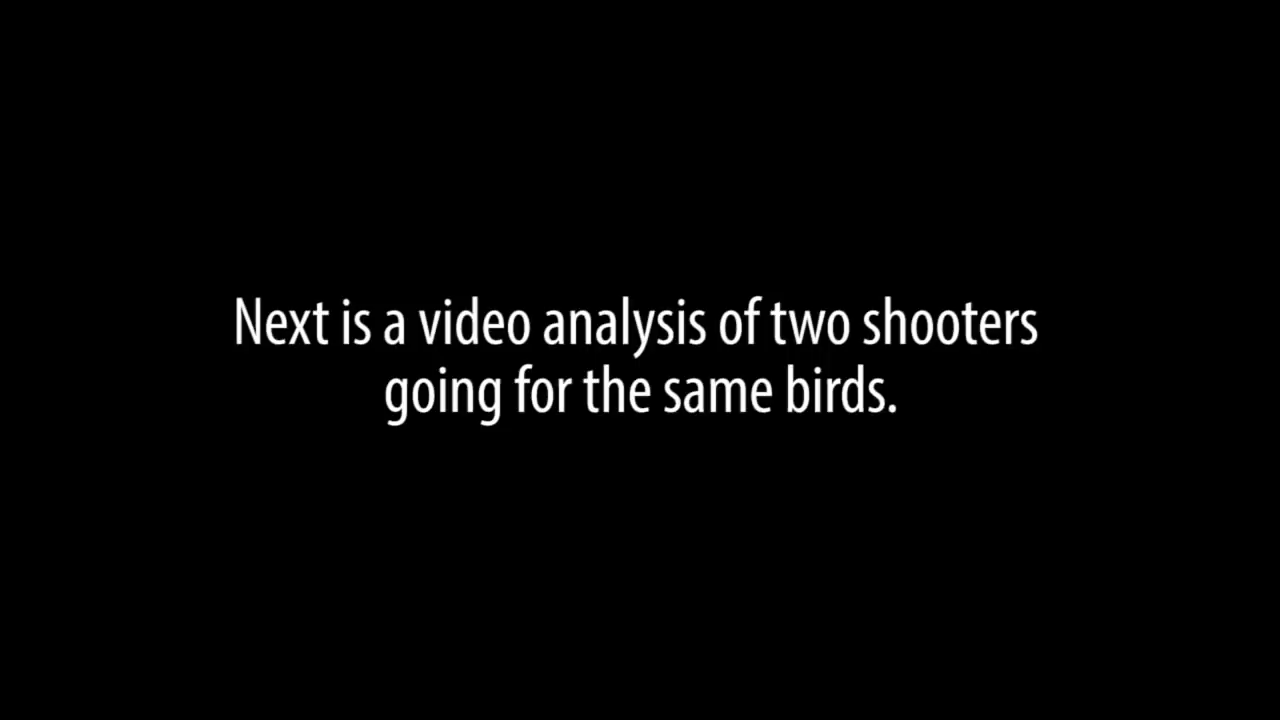 Next is a video analysis of two shooters
going for the same birds.